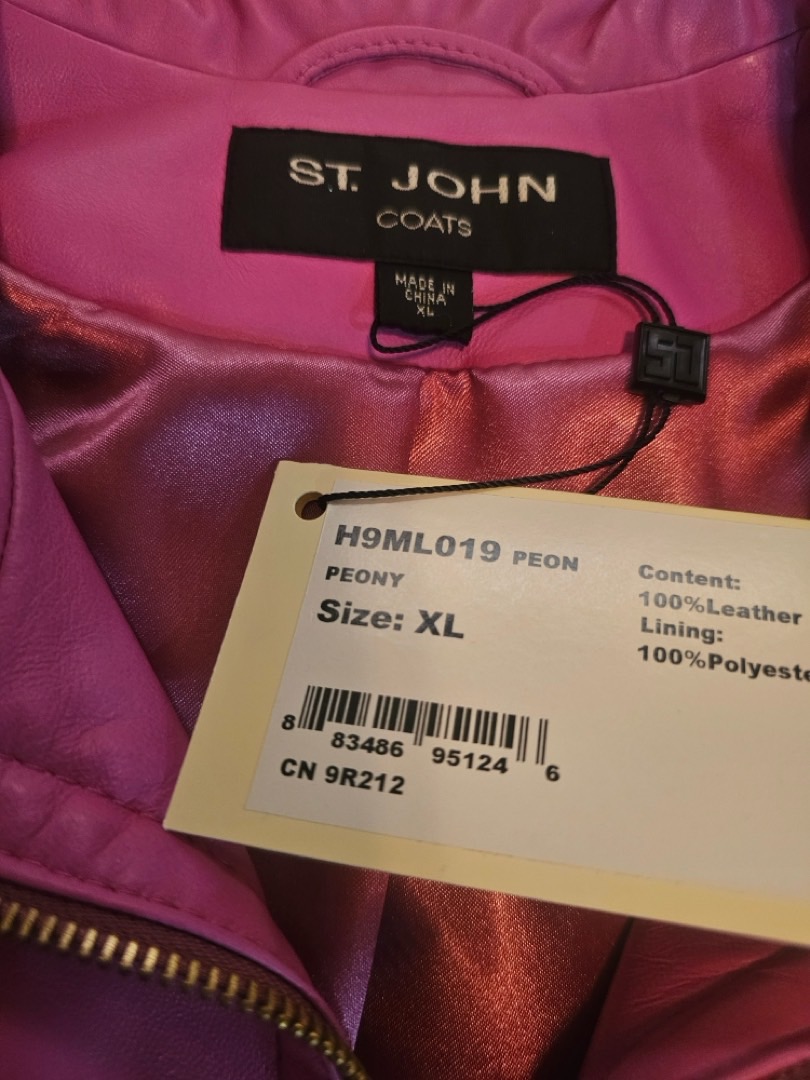 ST. JOHN
COATS
MADE IN
CHINA
XL
SJ
H9ML019 PEON
PEONY
Size: XL
Content:
100%Leather
Lining:
100%Polyeste
8 83486 95124 6
CN 9R212